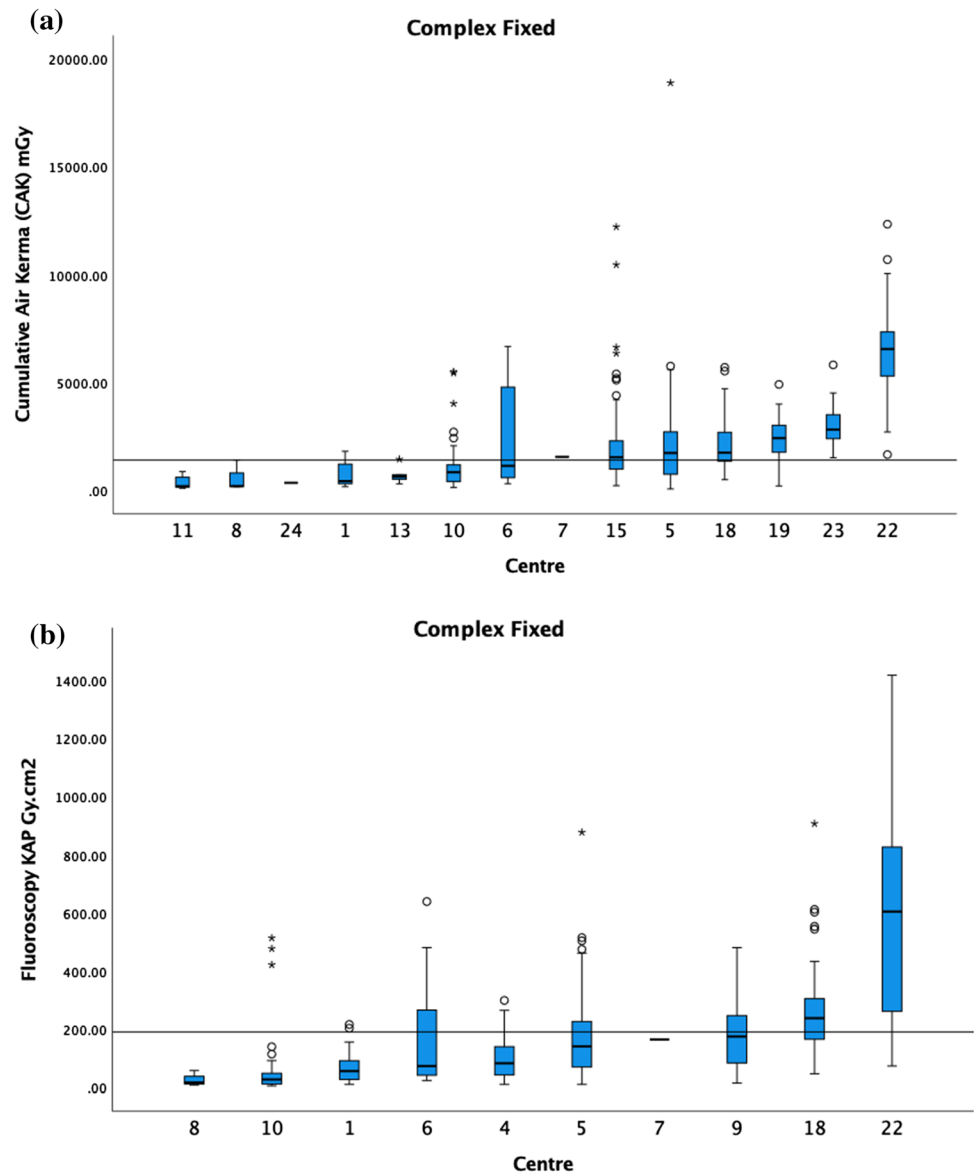 (a)
Complex Fixed
Cumulative Air Kerma (CAK) mGy
20000.00
15000.00
10000.00
5000.00
.00
11 8 24 1 13 10 6 7 15 5 18 19 23 22
Centre
(b)
Complex Fixed
Fluoroscopy KAP Gy.cm2
1400.00
1200.00
1000.00
800.00
600.00
400.00
200.00
.00
8 10 1 6 4 5 7 9 18 22
Centre